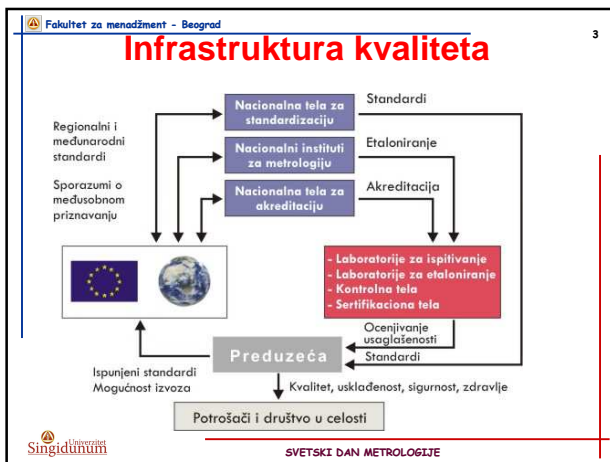 Fakultet za menadžment - Beograd
3
Infrastruktura kvaliteta
Nacionalna tela za
standardizaciju
Standardi
Regionalni i
međunarodni
standardi
Nacionalni instituti
za metrologiju
Etaloniranje
Sporazumi o
međusobnom
priznavanju
Nacionalna tela za
akreditaciju
Akreditacija
- Laboratorije za ispitivanje
- Laboratorije za etaloniranje
- Kontrolna tela
- Sertifikaciona tela
Ocenjivanje
usaglašenosti
Preduzeća
Standardi
Ispunjeni standardi
Mogućnost izvoza
Kvalitet, usklađenost, sigurnost, zdravlje
Potrošači i društvo u celosti
Univerzitet
Singidunum
SVETSKI DAN METROLOGIJE